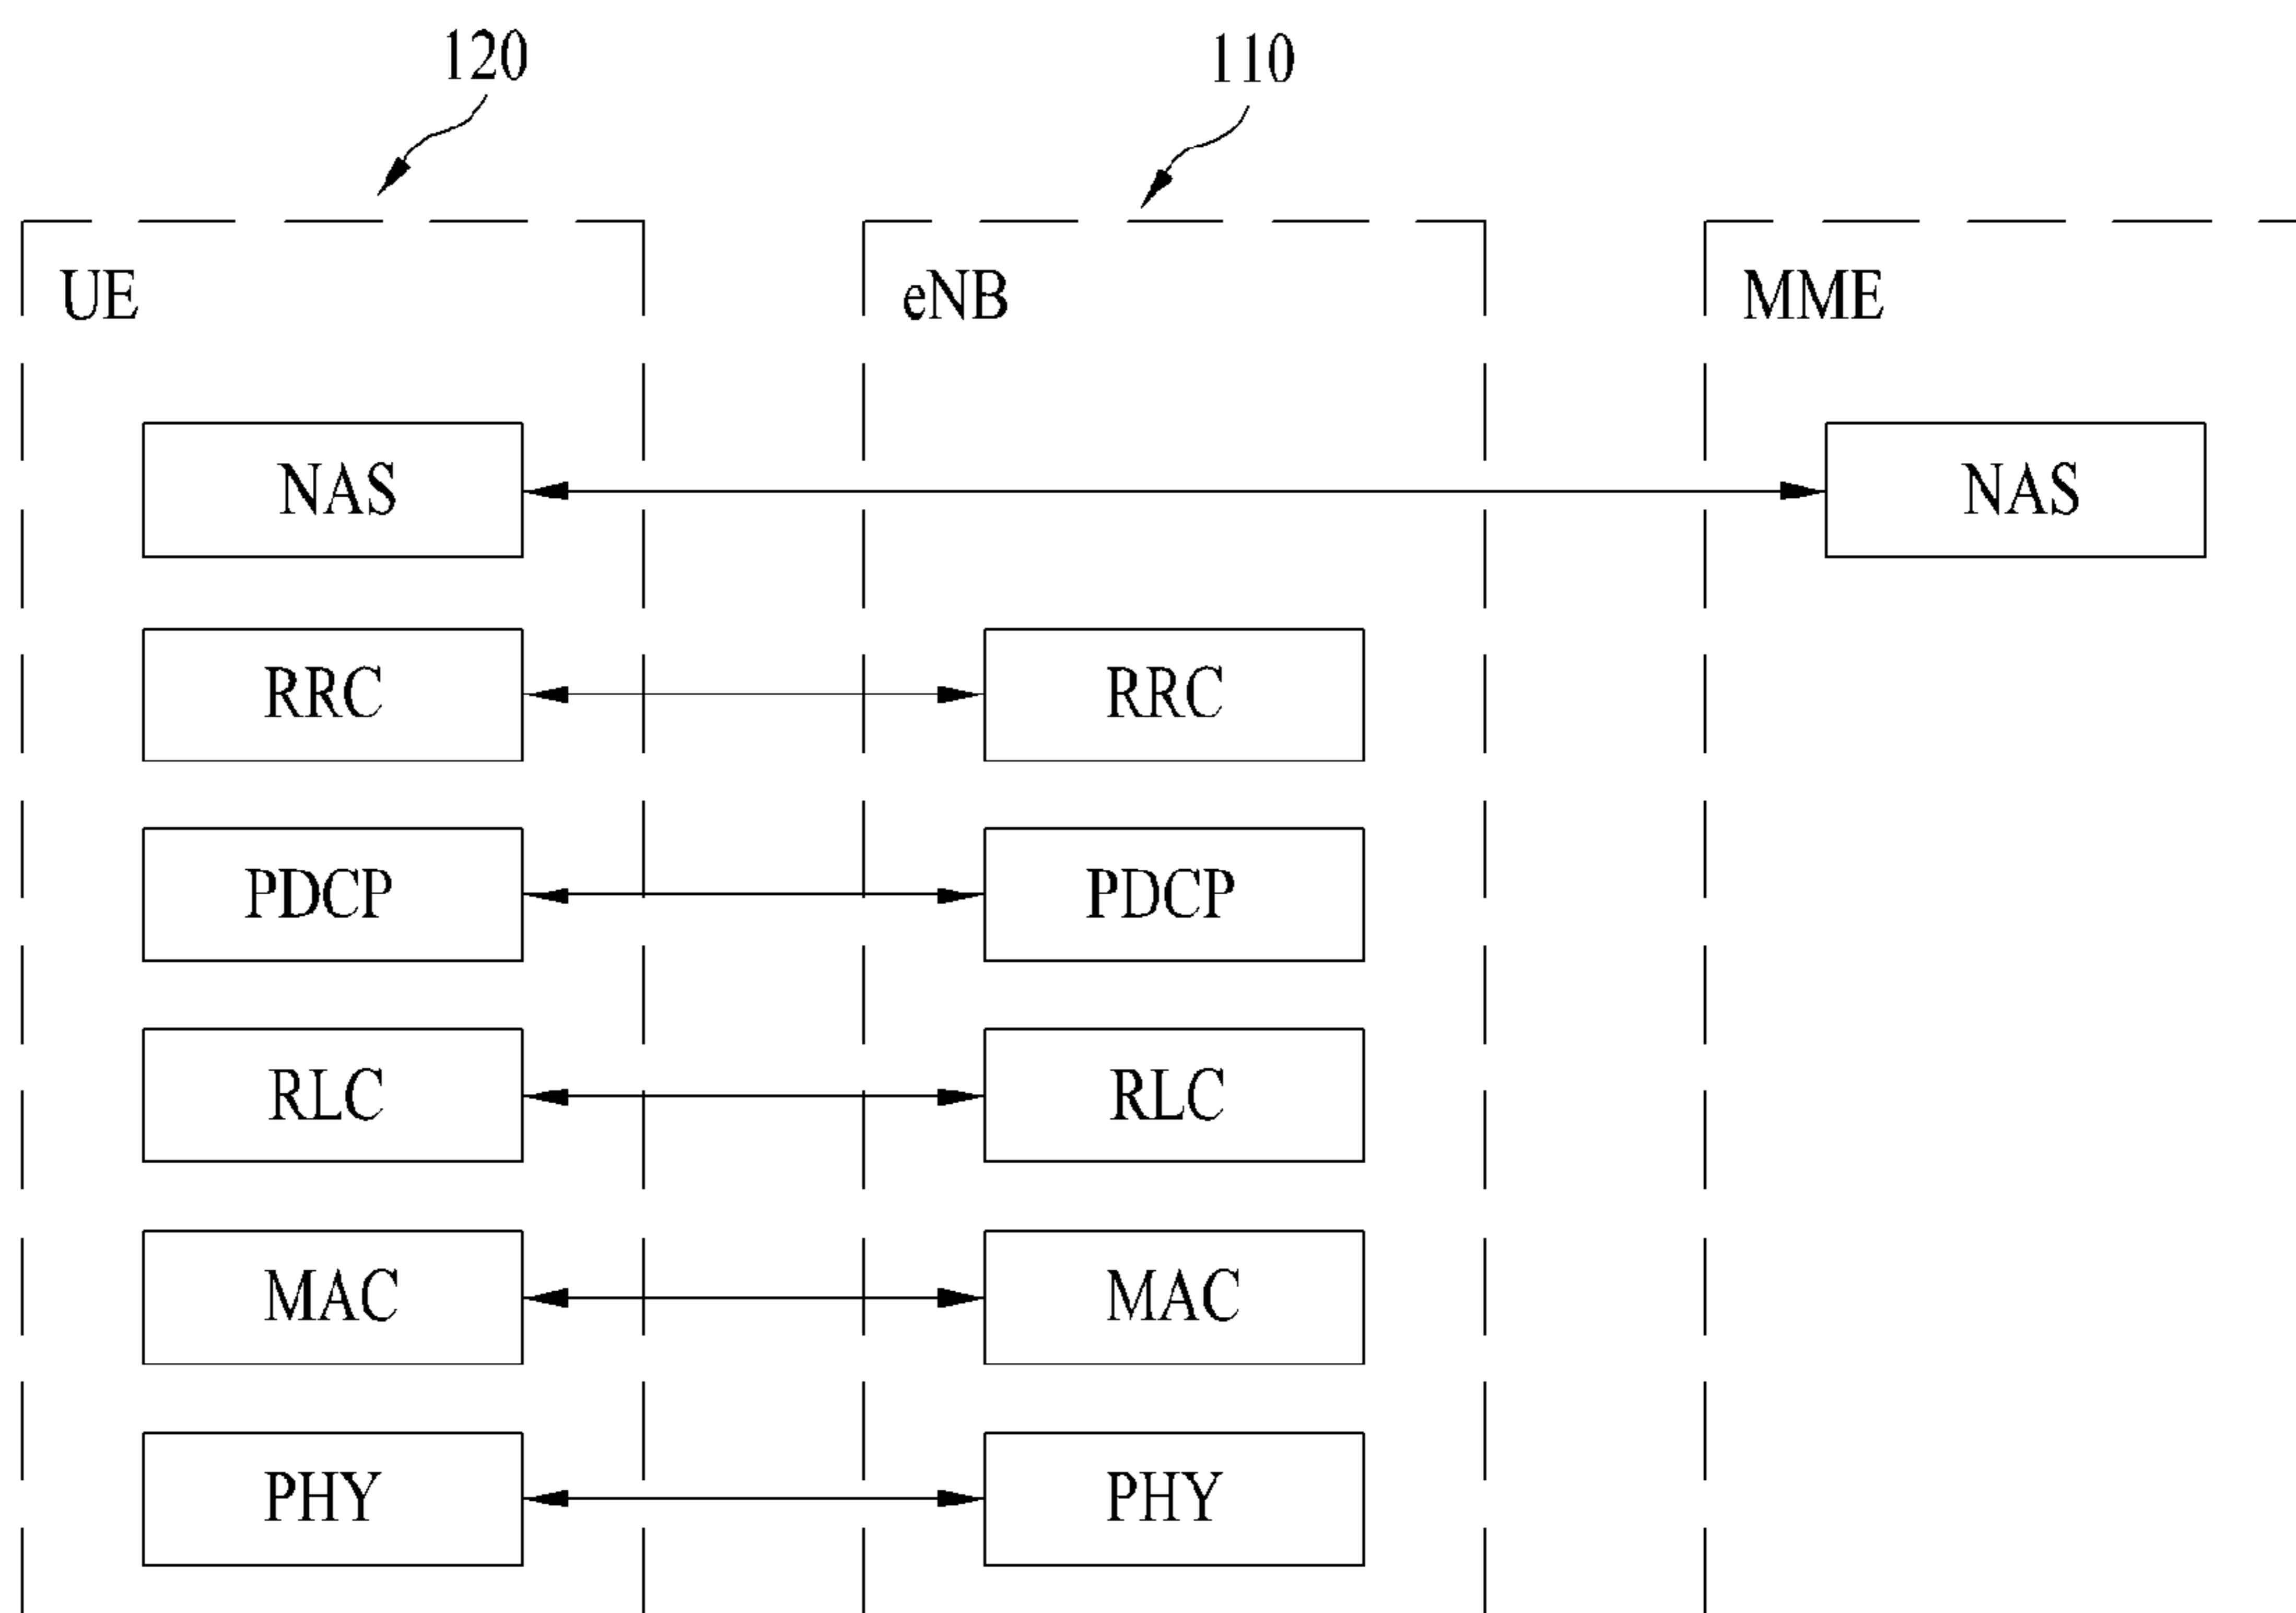 120
110
UE
eNB
MME
NAS
NAS
RRC
RRC
PDCP
PDCP
RLC
RLC
MAC
MAC
PHY
PHY